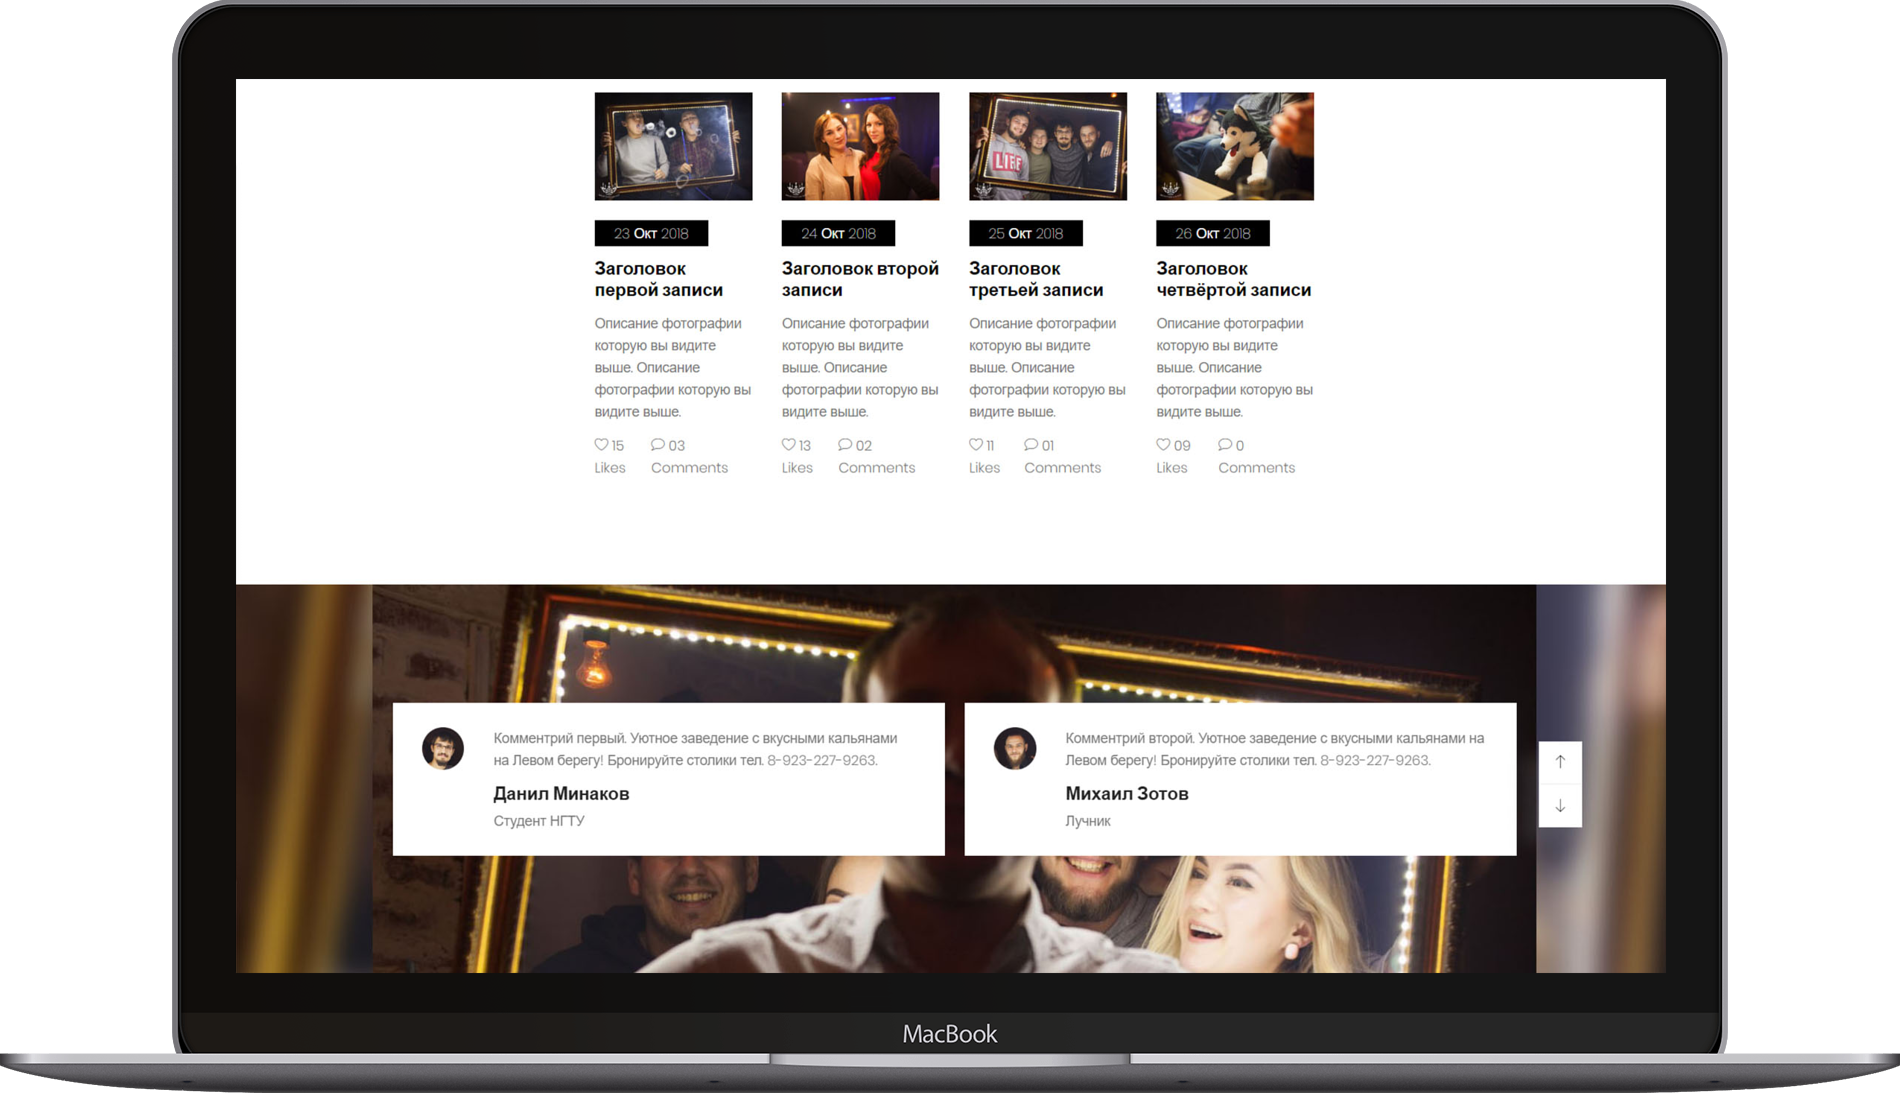 LIFE
23 Окт 2018
Заголовок
первой записи
Описание фотографии
которую вы видите
выше. Описание
фотографии которую вы
видите выше.
15
Likes
03
Comments
24 Окт 2018
Заголовок второй
записи
Описание фотографии
которую вы видите
выше. Описание
фотографии которую вы
видите выше.
13
Likes
02
Comments
25 Окт 2018
Заголовок
третьей записи
Описание фотографии
которую вы видите
выше. Описание
фотографии которую вы
видите выше.
11
Likes
01
Comments
26 Окт 2018
Заголовок
четвёртой записи
Описание фотографии
которую вы видите
выше. Описание
фотографии которую вы
видите выше.
09
Likes
0
Comments
Комментрий первый. Уютное заведение с вкусными кальянами
на Левом берегу! Бронируйте столики тел. 8-923-227-9263.
Данил Минаков
Студент НГТУ
Комментрий второй. Уютное заведение с вкусными кальянами на
Левом берегу! Бронируйте столики тел. 8-923-227-9263.
Михаил Зотов
Лучник
MacBook